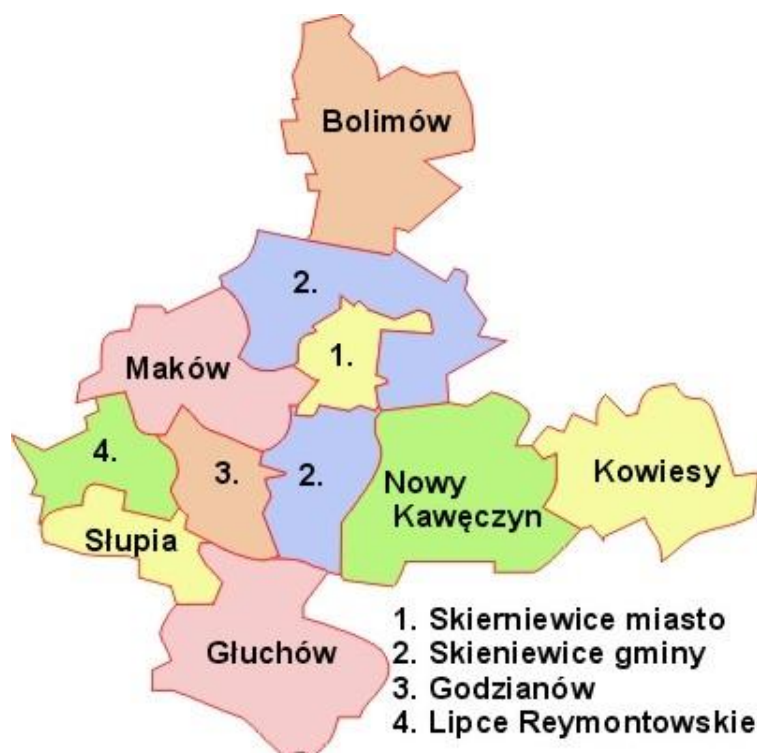 Bolimów
2.
1.
Maków
4.
3.
2.
Nowy
Kawęczyn
Kowiesy
Słupia
Głuchów
1. Skierniewice miasto
2. Skieniewice gminy
3. Godzianów
4. Lipce Reymontowskie